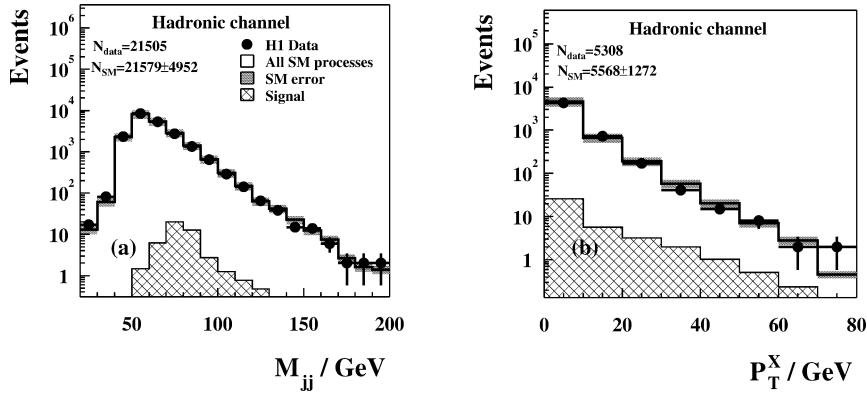 Events
Hadronic channel
N_data=21505
N_SM=21579±4952
H1 Data
All SM processes
SM error
Signal
(a)
10^6
10^5
10^4
10^3
10^2
10
1
50
100
150
200
M_jj / GeV
Events
Hadronic channel
N_data=5308
N_SM=5568±1272
(b)
10^5
10^4
10^3
10^2
10
1
0
20
40
60
80
P_T^X / GeV